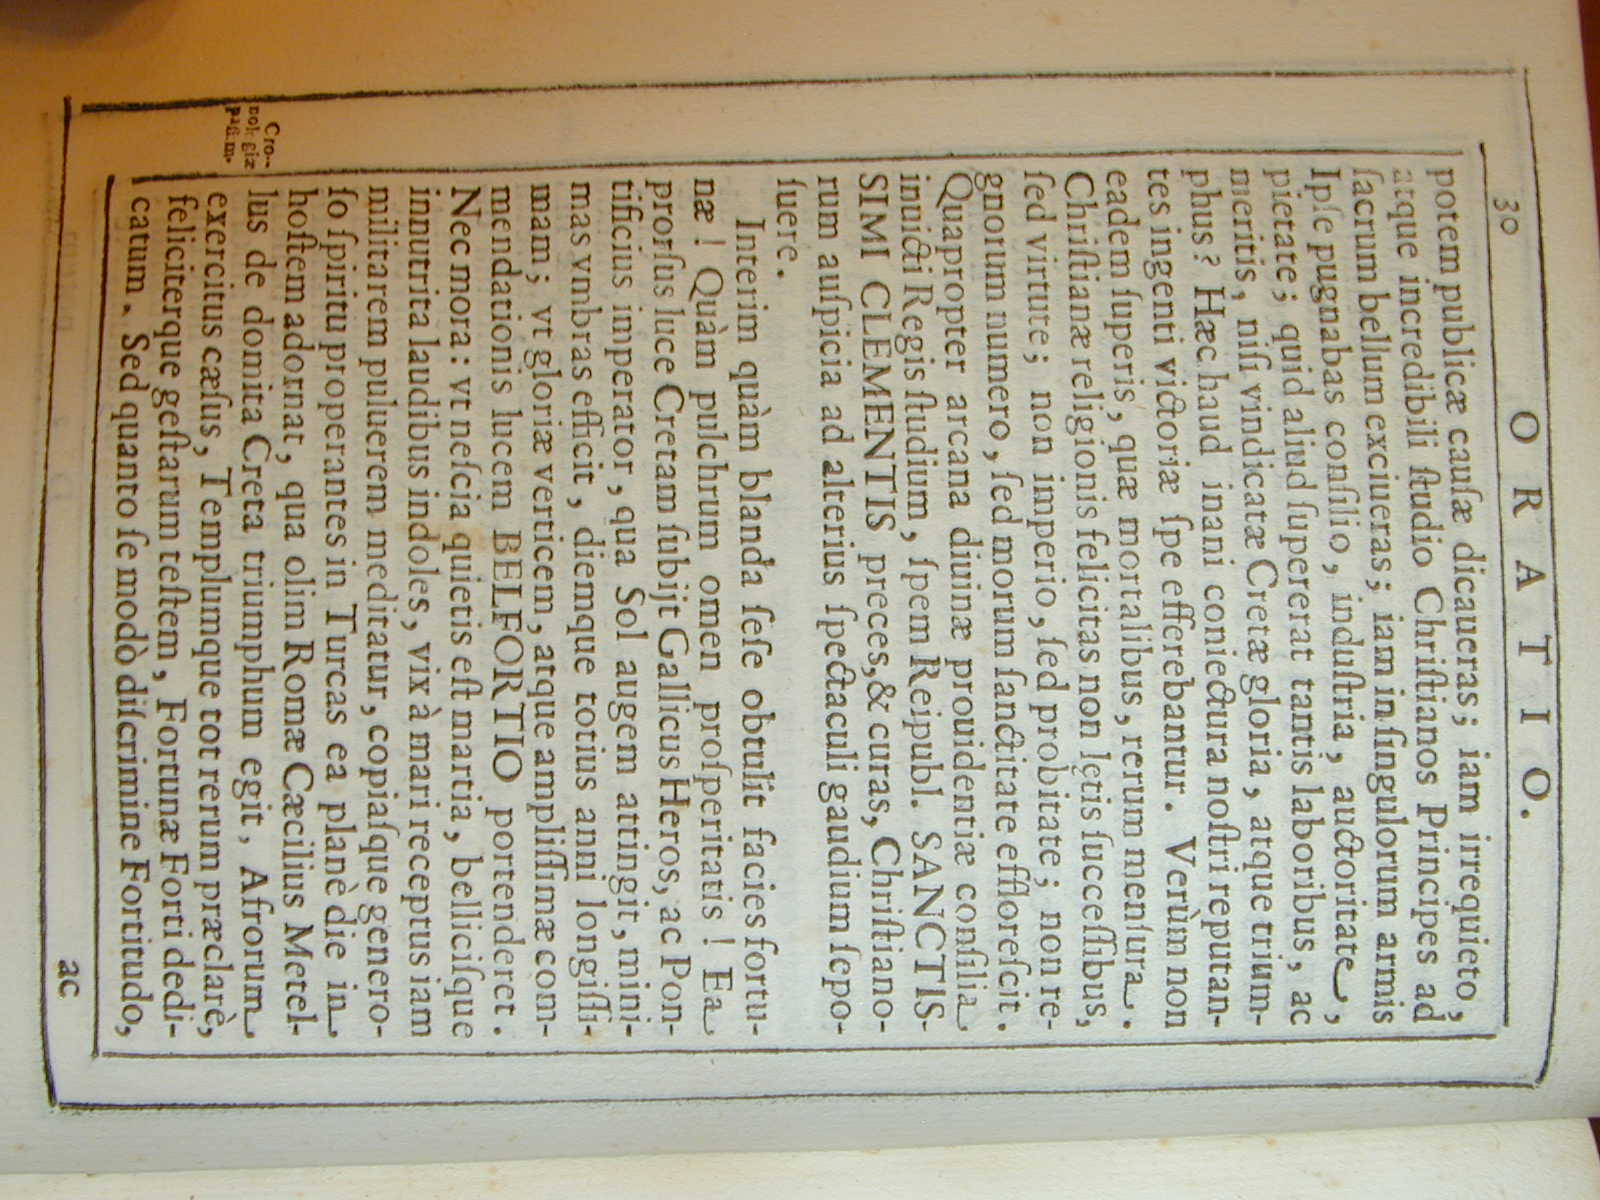 30 ORATIO.
potem publicæ cauſæ dicaueras; iam irrequieto,
atque incredibili ſtudio Chriſtianos Principes ad
ſacrum bellum exciueras; iam in ſingulorum armis
Ipſe pugnabas conſilio, induſtria, auctoritate,
pietate; quid aliud ſupererat tantis laboribus, ac
meritis, niſi vindicatæ Cretæ gloria, atque trium-
phus? Hæc haud inani coniectura noſtri reputan-
tes ingenti victoriæ ſpe efferebantur. Verùm non
eadem ſuperis, quæ mortalibus, rerum menſura.
Chriſtianæ religionis felicitas non lętis ſucceſſibus,
ſed virtute; non imperio, ſed probitate; non re-
gnorum numero, ſed morum ſanctitate effloreſcit.
Quapropter arcana diuinæ prouidentiæ conſilia
inuicti Regis ſtudium, ſpem Reipubl. SANCTIS-
SIMI CLEMENTIS preces,& curas, Chriſtiano-
rum auſpicia ad alterius ſpectaculi gaudium ſepo-
ſuere.
Interim quàm blanda ſeſe obtulit facies fortu-
næ! Quàm pulchrum omen proſperitatis! Ea
prorſus luce Cretam ſubijt Gallicus Heros, ac Pon-
tificius imperator, qua Sol augem attingit, mini-
mas vmbras efficit, diemque totius anni longiſſi-
mam; vt gloriæ verticem, atque ampliſſimæ com-
mendationis lucem BELFORTIO portenderet.
Nec mora: vt neſcia quietis eſt martia, belliciſque
innutrita laudibus indoles, vix à mari receptus iam
militarem puluerem meditatur, copiaſque genero-
ſo ſpiritu properantes in Turcas ea planè die in
hoſtem adornat, qua olim Romæ Cæcilius Metel-
Cro-
nologiæ
paſſim.
lus de domita Creta triumphum egit, Afrorum
exercitus cæſus, Templumque tot rerum præclarè,
feliciterque geſtarum teſtem, Fortunæ Forti dedi-
catum. Sed quanto ſe modò diſcrimine Fortitudo,
ac